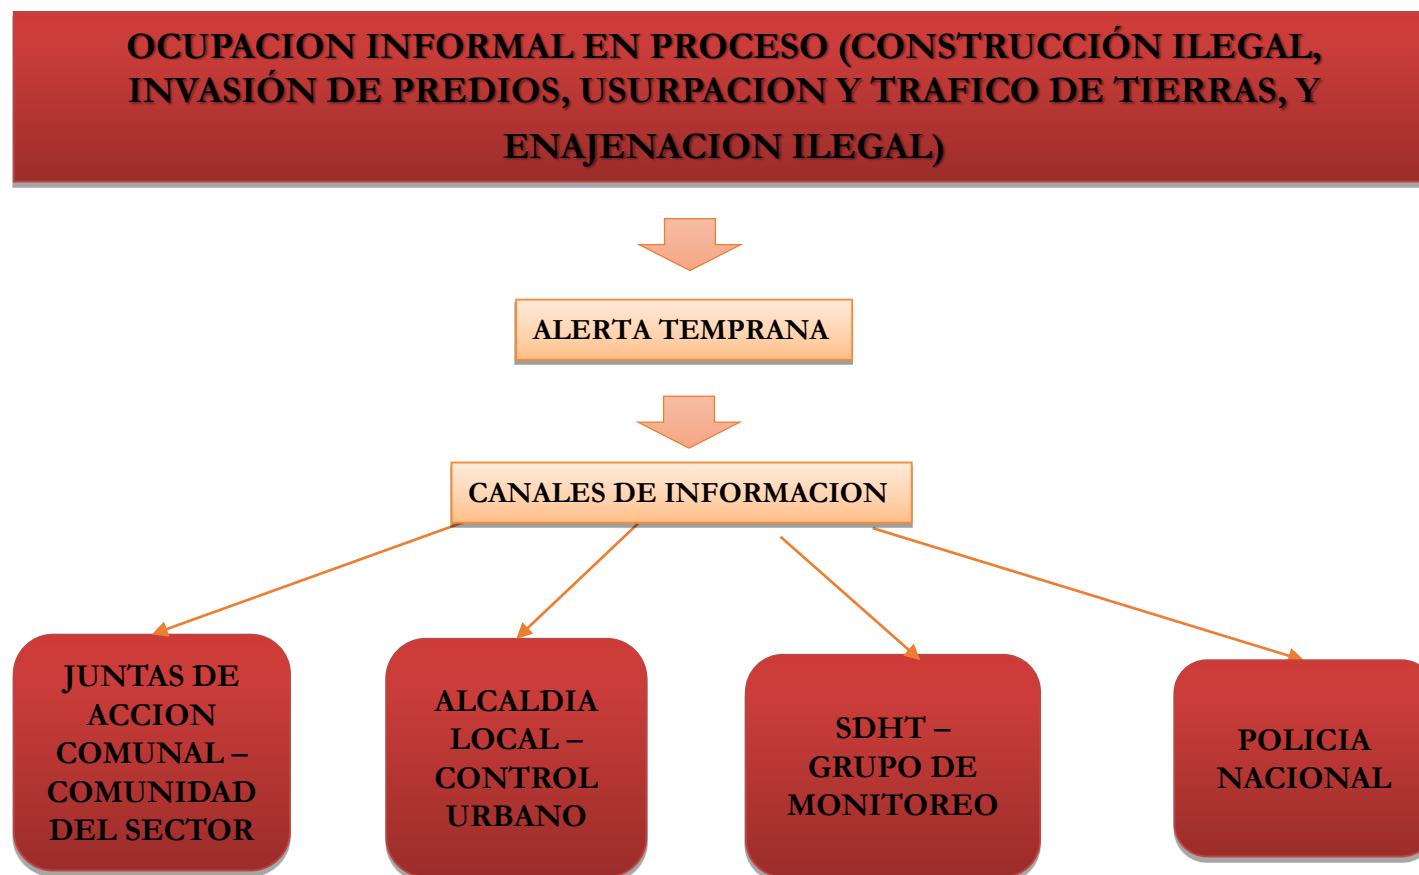 OCUPACION INFORMAL EN PROCESO (CONSTRUCCIÓN ILEGAL,
INVASIÓN DE PREDIOS, USURPACION Y TRAFICO DE TIERRAS, Y
ENAJENACION ILEGAL)
ALERTA TEMPRANA
CANALES DE INFORMACION
JUNTAS DE
ACCION
COMUNAL –
COMUNIDAD
DEL SECTOR
ALCALDIA
LOCAL –
CONTROL
URBANO
SDHT –
GRUPO DE
MONITOREO
POLICIA
NACIONAL